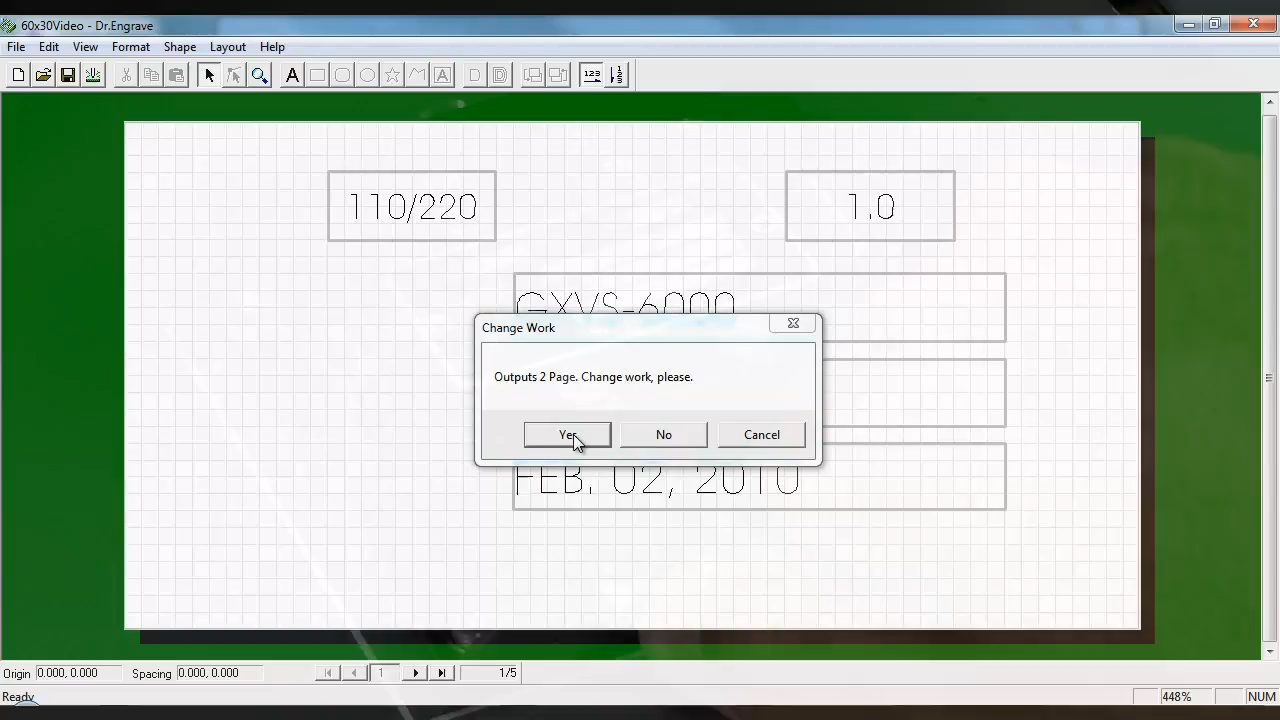 60x30Video - Dr.Engrave
File Edit View Format Shape Layout Help
110/220
1.0
GXVS-6000
Change Work
Outputs 2 Page. Change work, please.
Yes No Cancel
FEB. 02, 2010
Origin 0.000, 0.000 Spacing 0.000, 0.000 1 1/5
Ready 448% NUM